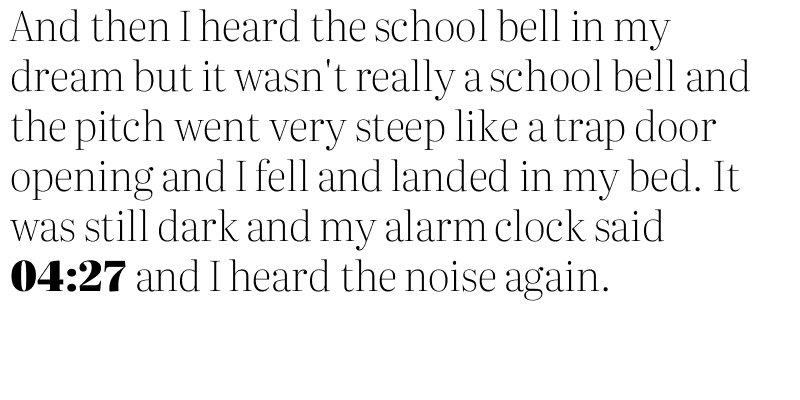 And then I heard the school bell in my
dream but it wasn't really a school bell and
the pitch went very steep like a trap door
opening and I fell and landed in my bed. It
was still dark and my alarm clock said
04:27 and I heard the noise again.